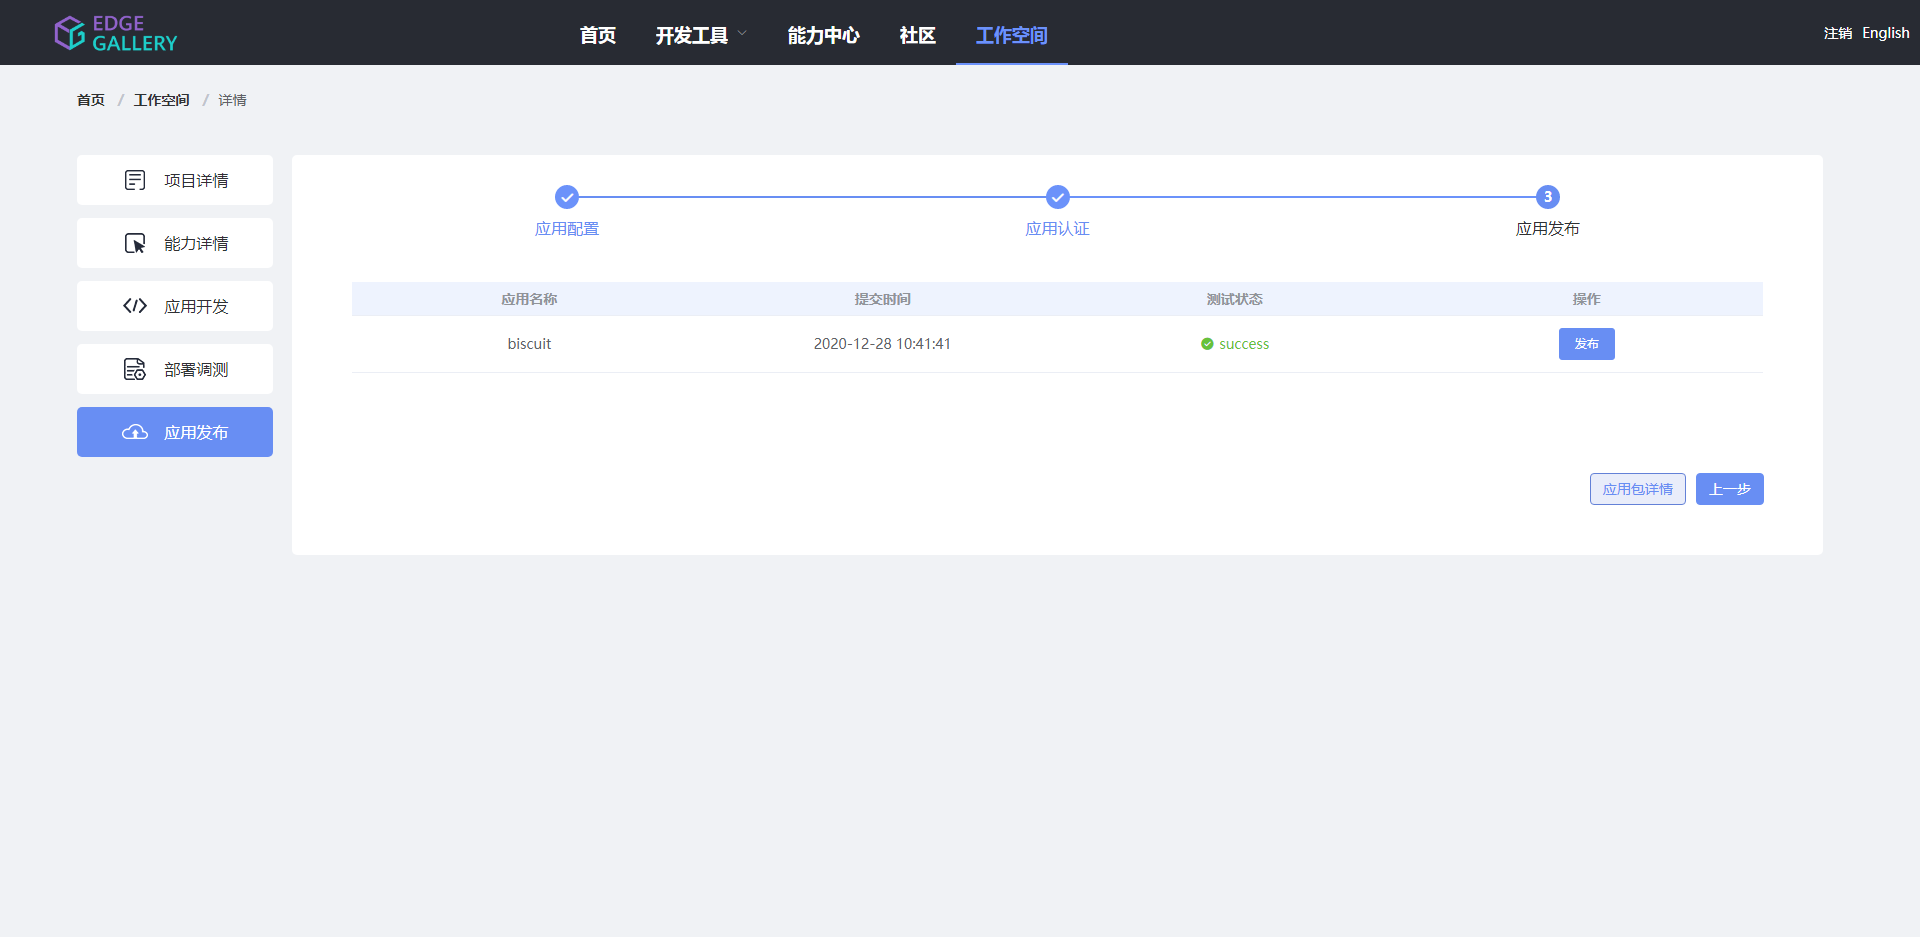 EDGE
GALLERY
首页 开发工具 能力中心 社区 工作空间
注销 English
首页 / 工作空间 / 详情
项目详情
能力详情
应用开发
部署调测
应用发布
3
应用配置 应用认证 应用发布
应用名称 提交时间 测试状态 操作
biscuit 2020-12-28 10:41:41 success 发布
应用包详情 上一步